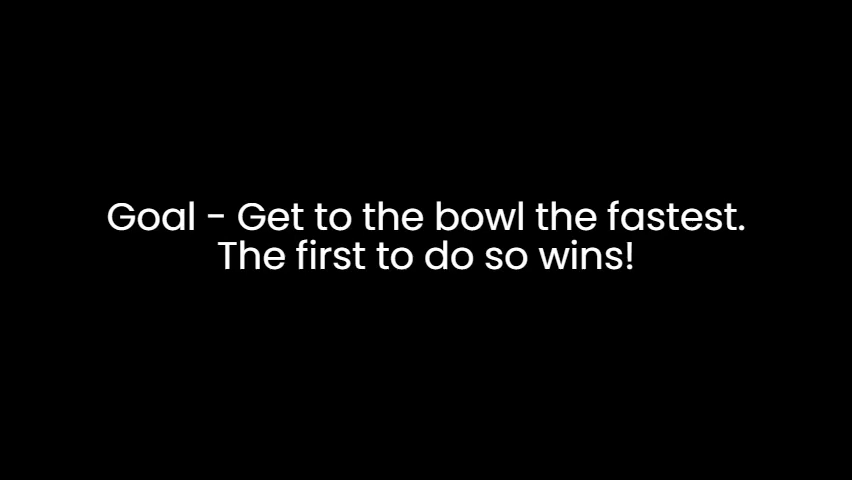 Goal - Get to the bowl the fastest.
The first to do so wins!